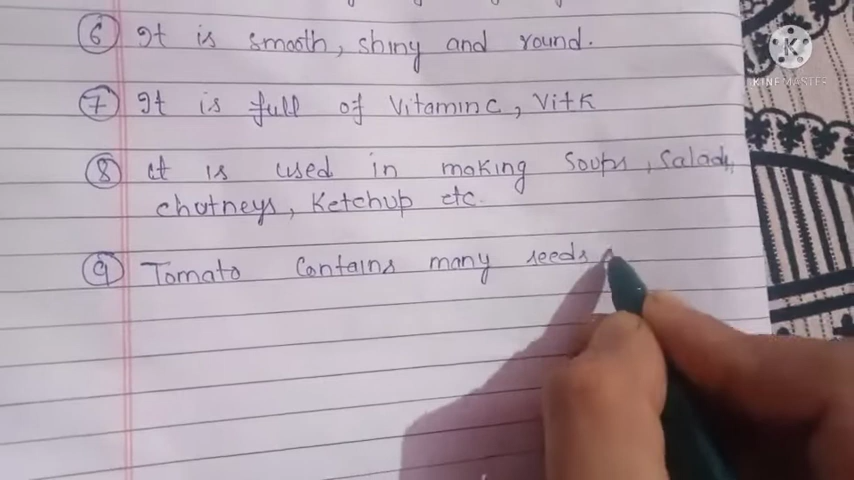 6 It is smooth, shiny and round.
7 It is full of Vitamin C, Vit K
8 It is used in making Soups, Salads,
chutneys, Ketchup etc.
9 Tomato Contains many seeds
KINEMASTER